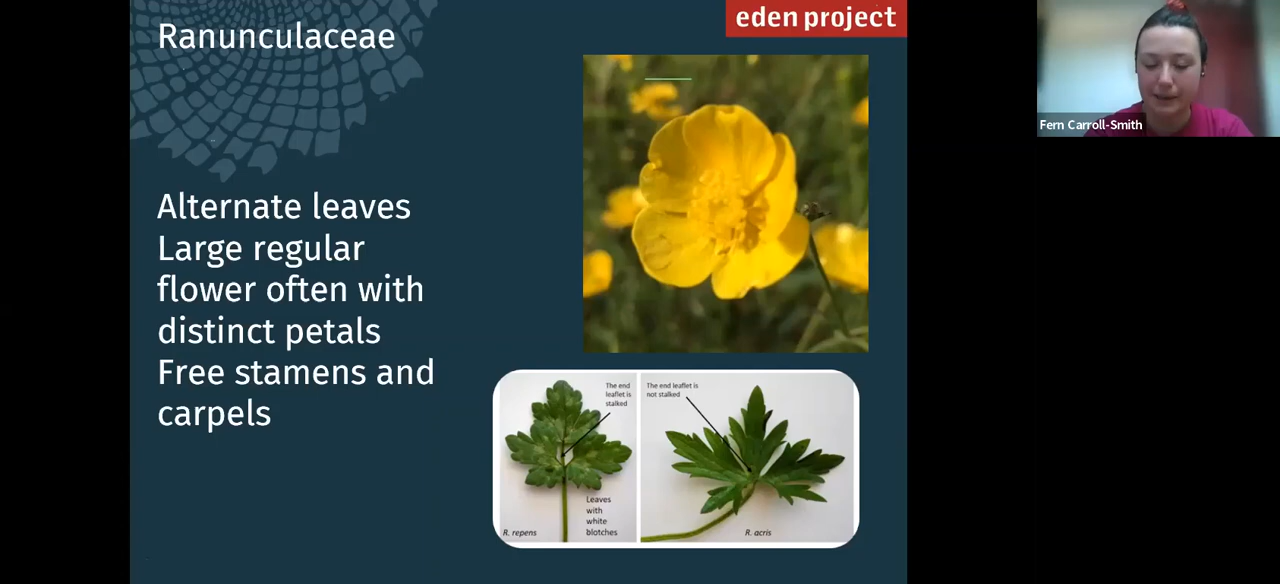 Ranunculaceae
eden project
Fern Carroll-Smith
Alternate leaves
Large regular
flower often with
distinct petals
Free stamens and
carpels
The end
leaflet is
stalked
Leaves
with
white
blotches
R. repens
The end leaflet is
not stalked
R. acris